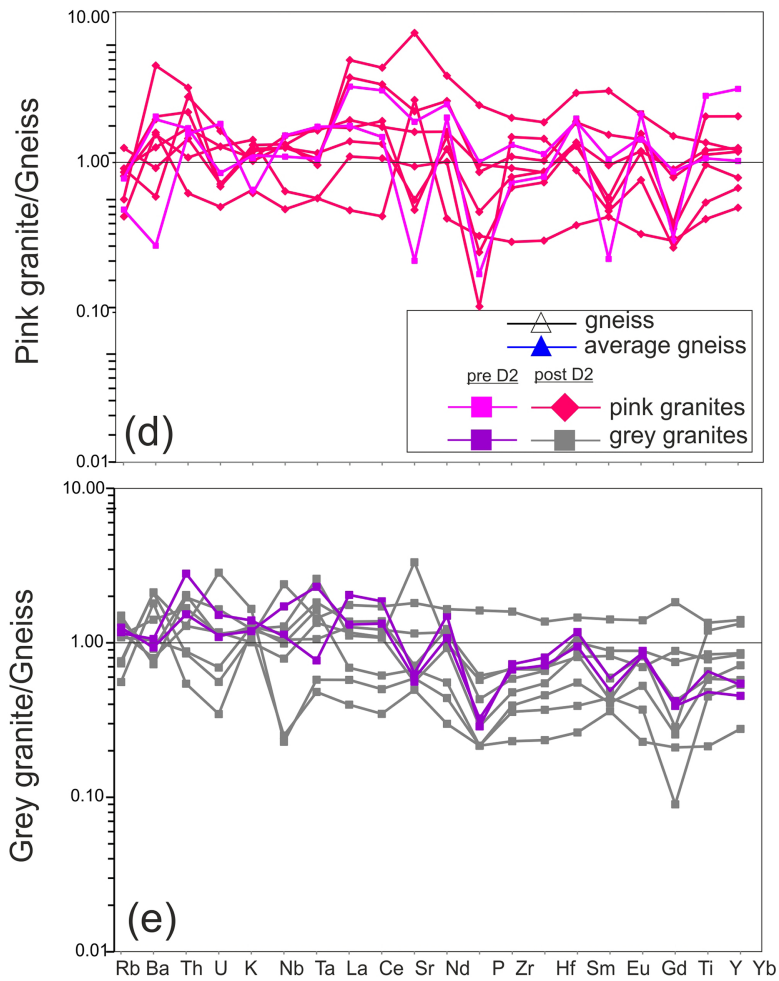 10.00
1.00
0.10
0.01
Pink granite/Gneiss
gneiss
average gneiss
pre D2 post D2
pink granites
grey granites
(d)
10.00
1.00
0.10
0.01
Grey granite/Gneiss
(e)
Rb Ba Th U K Nb Ta La Ce Sr Nd P Zr Hf Sm Eu Gd Ti Y Yb